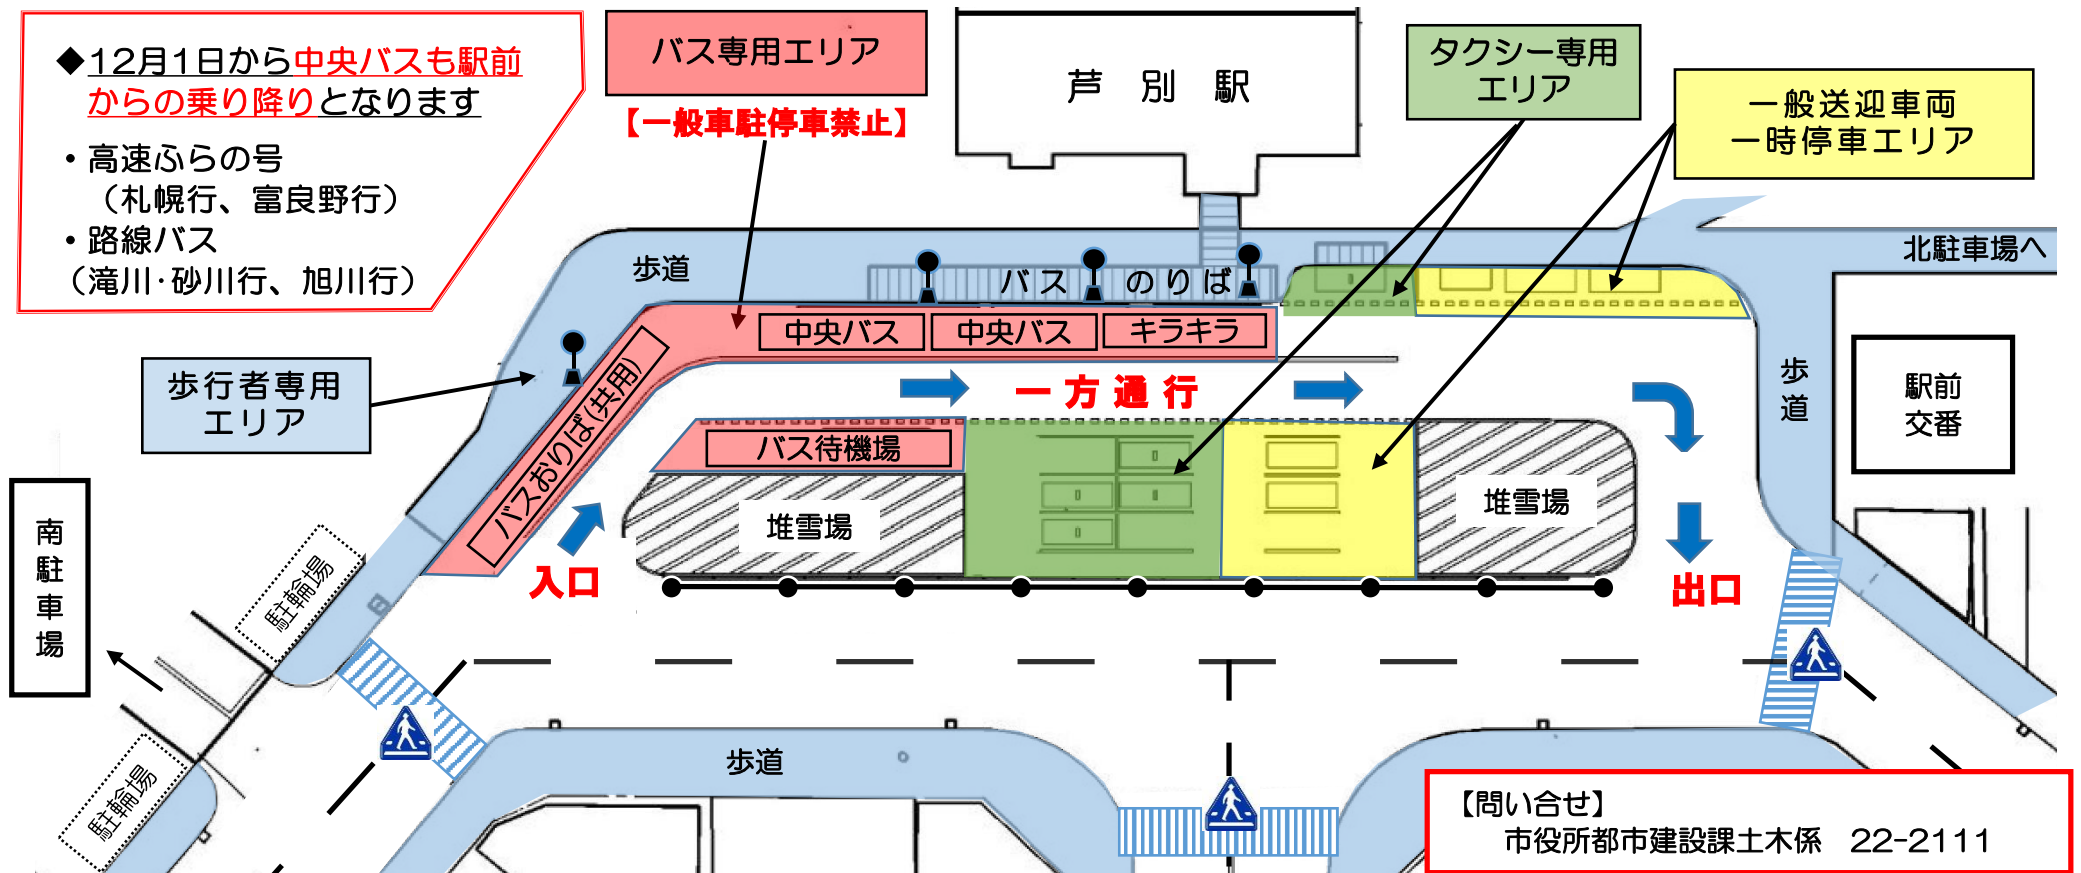 ◆12月1日から中央バスも駅前
からの乗り降りとなります
・高速ふらの号
（札幌行、富良野行）
・路線バス
（滝川・砂川行、旭川行）
バス専用エリア
【一般車駐停車禁止】
芦 別 駅
タクシー専用
エリア
一般送迎車両
一時停車エリア
歩道
バス のりば
北駐車場へ
中央バス
中央バス
キラキラ
歩行者専用
エリア
バスおりば(共用)
一方通行
歩道
駅前
交番
バス待機場
堆雪場
堆雪場
南駐車場
駐輪場
入口
出口
歩道
駐輪場
【問い合せ】
市役所都市建設課土木係 22-2111